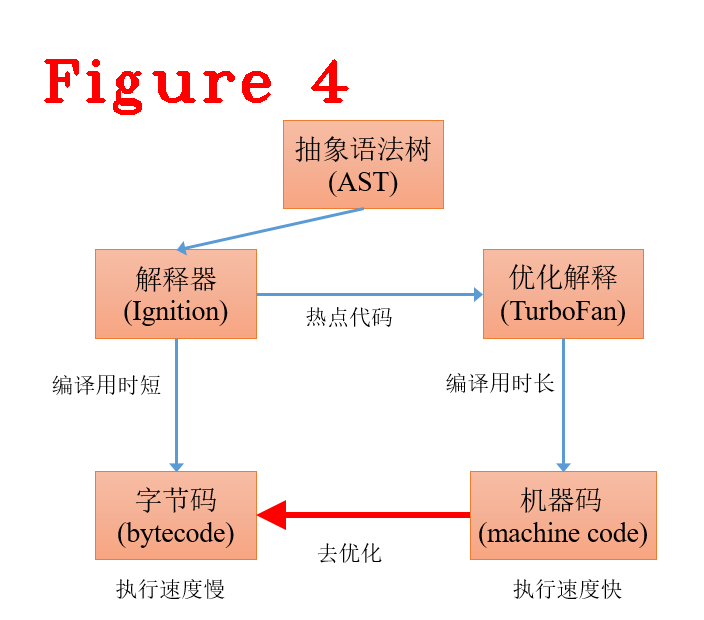 Figure 4
抽象语法树
(AST)
解释器
(Ignition)
热点代码
优化解释
(TurboFan)
编译用时短
编译用时长
字节码
(bytecode)
去优化
机器码
(machine code)
执行速度慢
执行速度快